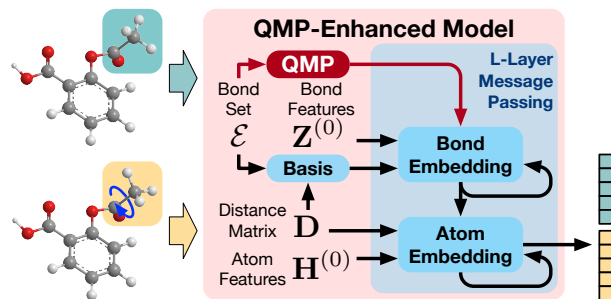 QMP-Enhanced Model
QMP
L-Layer
Message
Passing
Bond
Set
Bond
Features
ℰ
Z(0)
Bond
Embedding
Basis
Distance
Matrix
D
Atom
Embedding
Atom
Features
H(0)